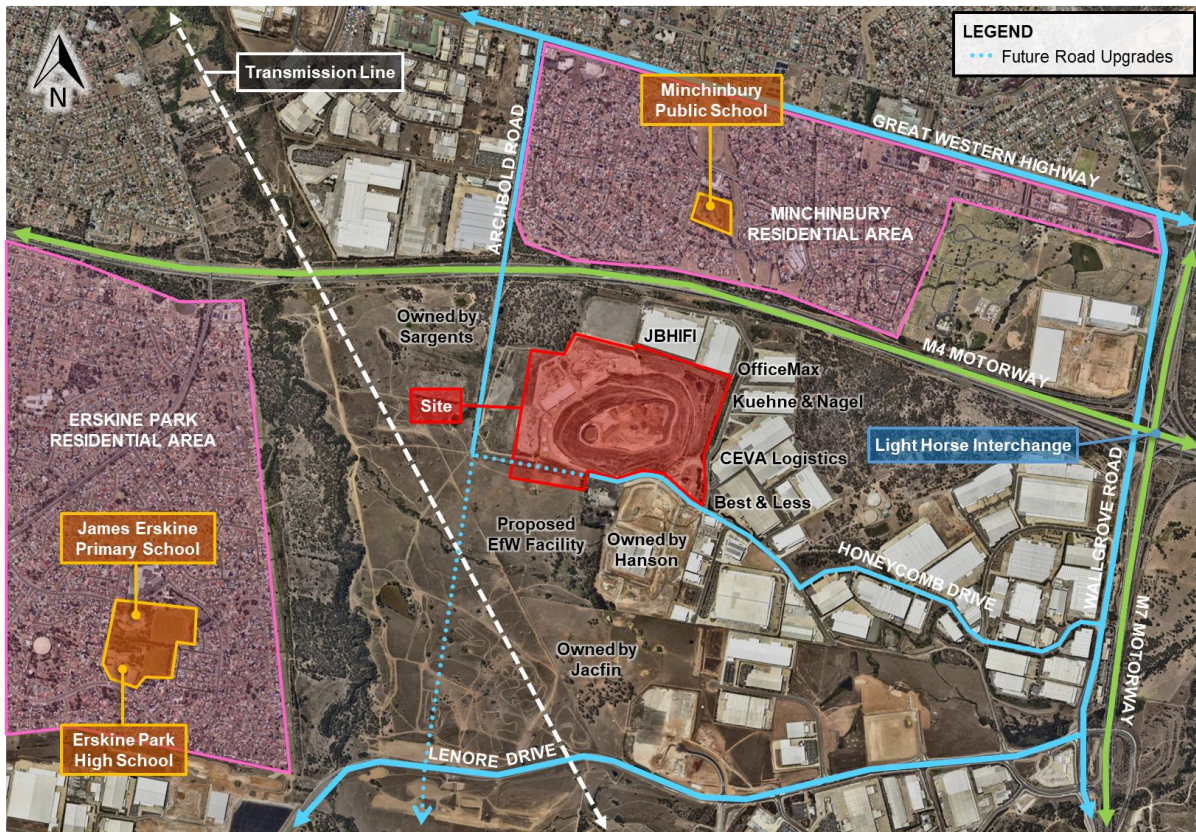 LEGEND
Future Road Upgrades
N
Transmission Line
Minchinbury
Public School
ARCHBOLD ROAD
GREAT WESTERN HIGHWAY
MINCHINBURY
RESIDENTIAL AREA
Owned by
Sargents
JBHIFI
M4 MOTORWAY
OfficeMax
Kuehne & Nagel
Site
ERSKINE PARK
RESIDENTIAL AREA
Light Horse Interchange
CEVA Logistics
Best & Less
James Erskine
Primary School
Proposed
EfW Facility
Owned by
Hanson
HONEYCOMB DRIVE
WALLGROVE ROAD
M7 MOTORWAY
Owned by
Jacfin
Erskine Park
High School
LENORE DRIVE